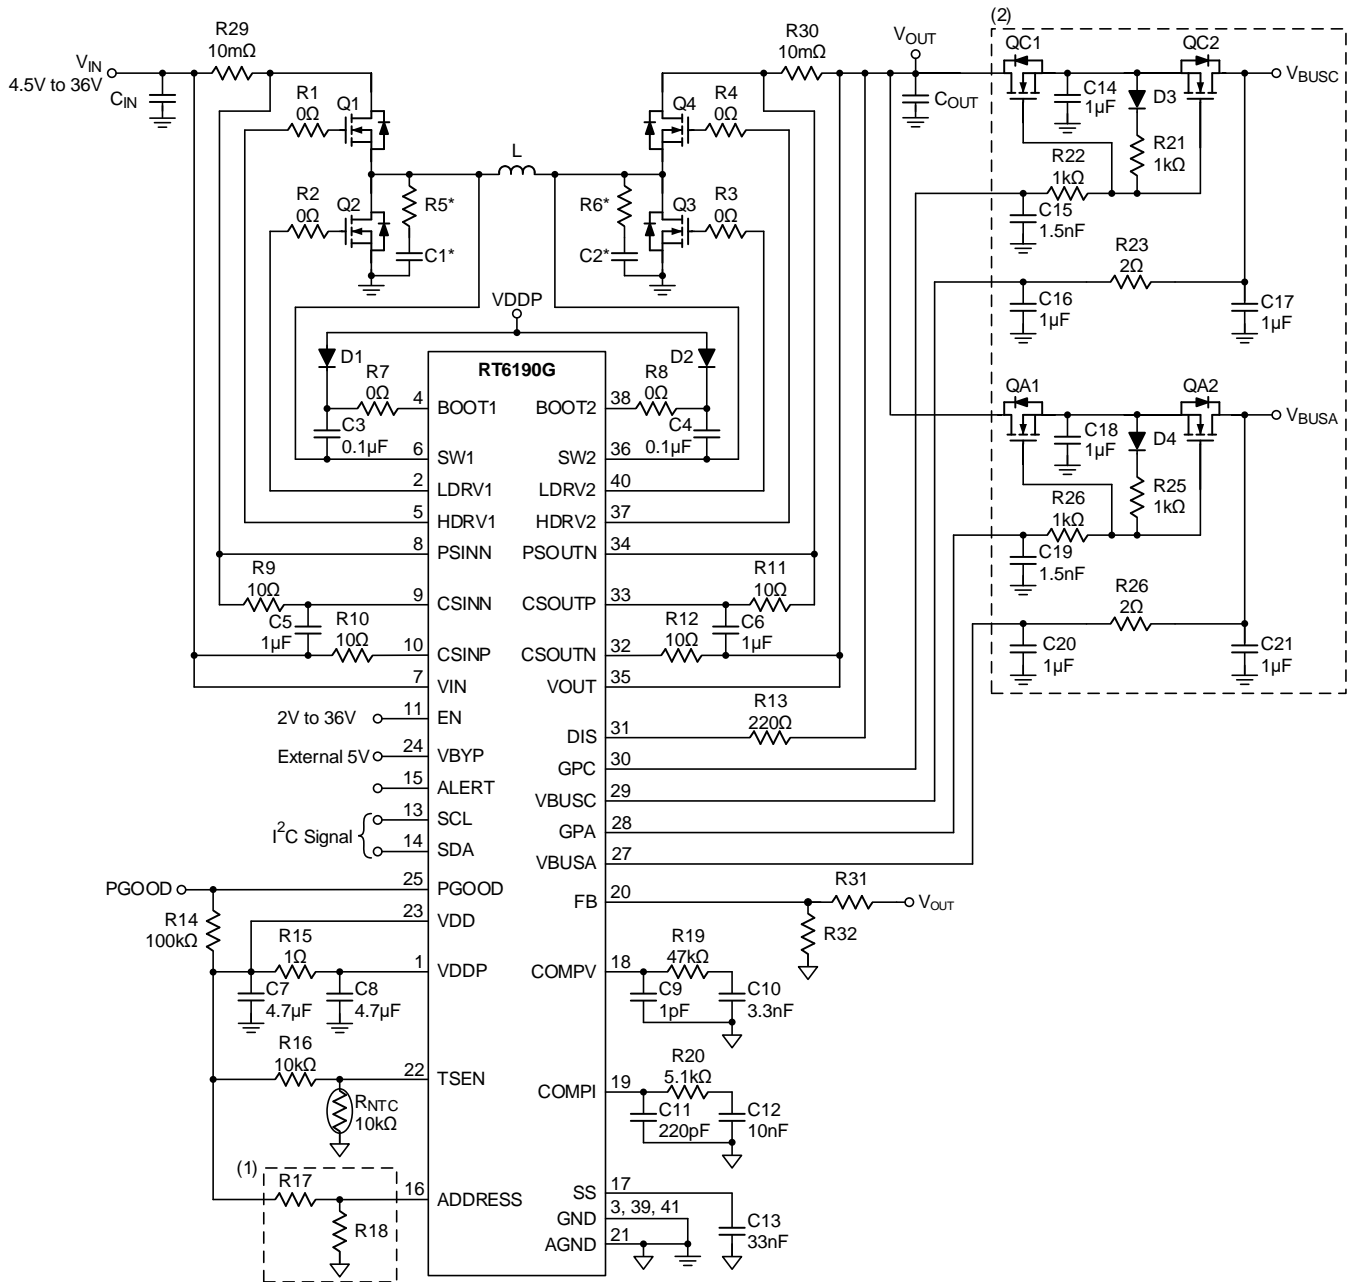 (2)
R29
10mΩ
R30
10mΩ
VOUT
QC1
QC2
VIN
4.5V to 36V
CIN
COUT
C14
1µF
D3
VBUSC
R1
0Ω
Q1
Q4
R4
0Ω
R21
1kΩ
R22
1kΩ
L
R2
0Ω
Q2
R5*
R6*
Q3
R3
0Ω
C15
1.5nF
C1*
C2*
R23
2Ω
VDDP
C16
1µF
C17
1µF
D1
RT6190G
D2
R7
0Ω
4
BOOT1
BOOT2
38
R8
0Ω
QA1
QA2
C3
0.1µF
C4
0.1µF
C18
1µF
D4
VBUSA
6
SW1
SW2
36
2
LDRV1
LDRV2
40
R25
1kΩ
R26
1kΩ
5
HDRV1
HDRV2
37
8
PSINN
PSOUTN
34
C19
1.5nF
R9
10Ω
9
CSINN
CSOUTP
33
R11
10Ω
R26
2Ω
C5
1µF
R10
10Ω
R12
10Ω
C6
1µF
10
CSINP
CSOUTN
32
C20
1µF
C21
1µF
7
VIN
VOUT
35
2V to 36V
11
EN
R13
220Ω
DIS
31
External 5V
24
VBYP
GPC
30
15
ALERT
VBUSC
29
I2C Signal
13
SCL
GPA
28
14
SDA
VBUSA
27
PGOOD
25
PGOOD
FB
20
R31
VOUT
R14
100kΩ
23
VDD
R32
R15
1Ω
1
VDDP
COMPV
18
R19
47kΩ
C7
4.7µF
C8
4.7µF
C9
1pF
C10
3.3nF
R16
10kΩ
22
TSEN
COMPI
19
R20
5.1kΩ
RNTC
10kΩ
C11
220pF
C12
10nF
(1)
R17
16
ADDRESS
SS
17
R18
GND
3, 39, 41
C13
33nF
AGND
21